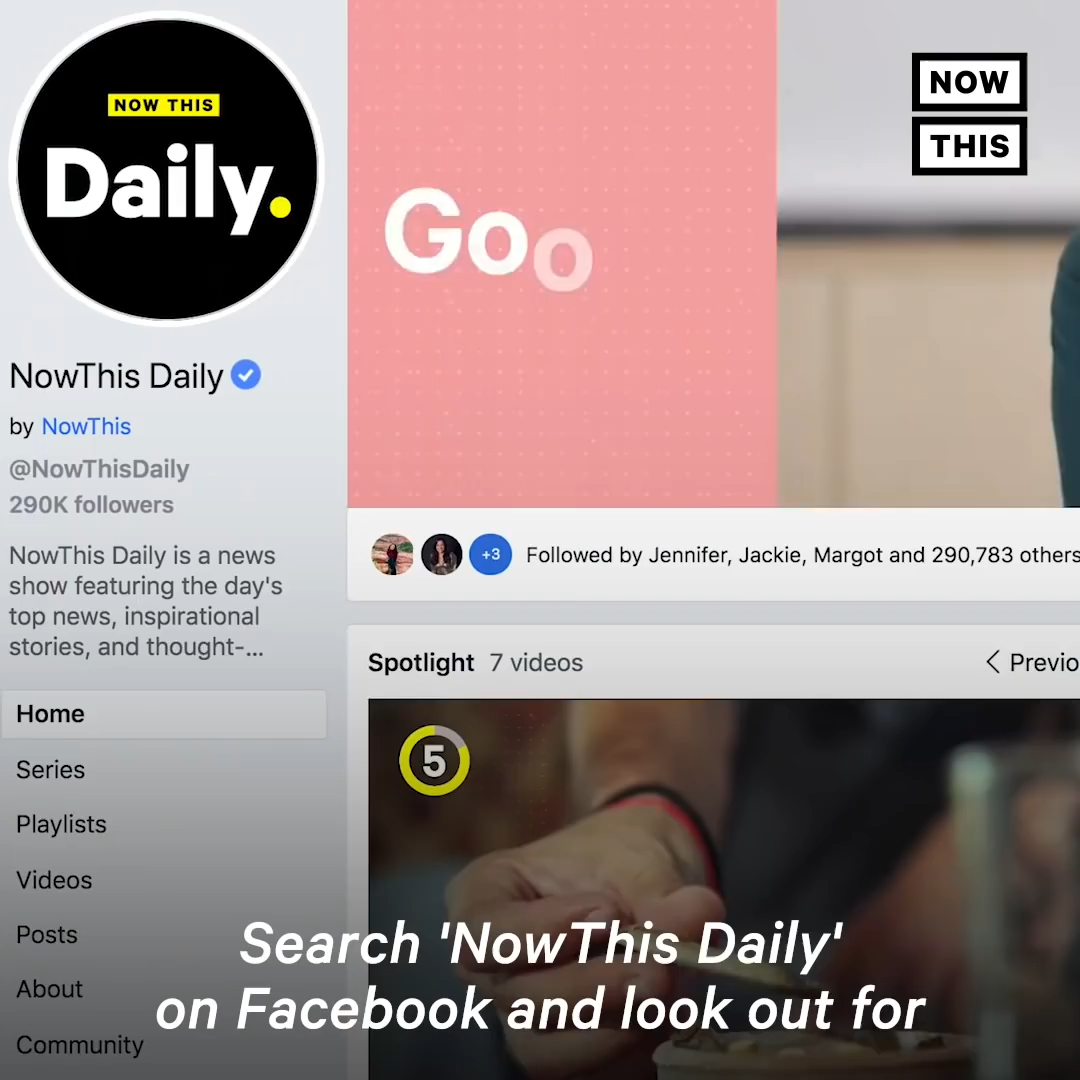 NOW THIS
Daily.
NowThis Daily
by NowThis
@NowThisDaily
290K followers
NowThis Daily is a news
show featuring the day's
top news, inspirational
stories, and thought-...
Home
Series
Playlists
Videos
Posts
About
Community
Goo
NOW
THIS
+3
Followed by Jennifer, Jackie, Margot and 290,783 others
Spotlight 7 videos
< Previo
5
Search 'NowThis Daily'
on Facebook and look out for